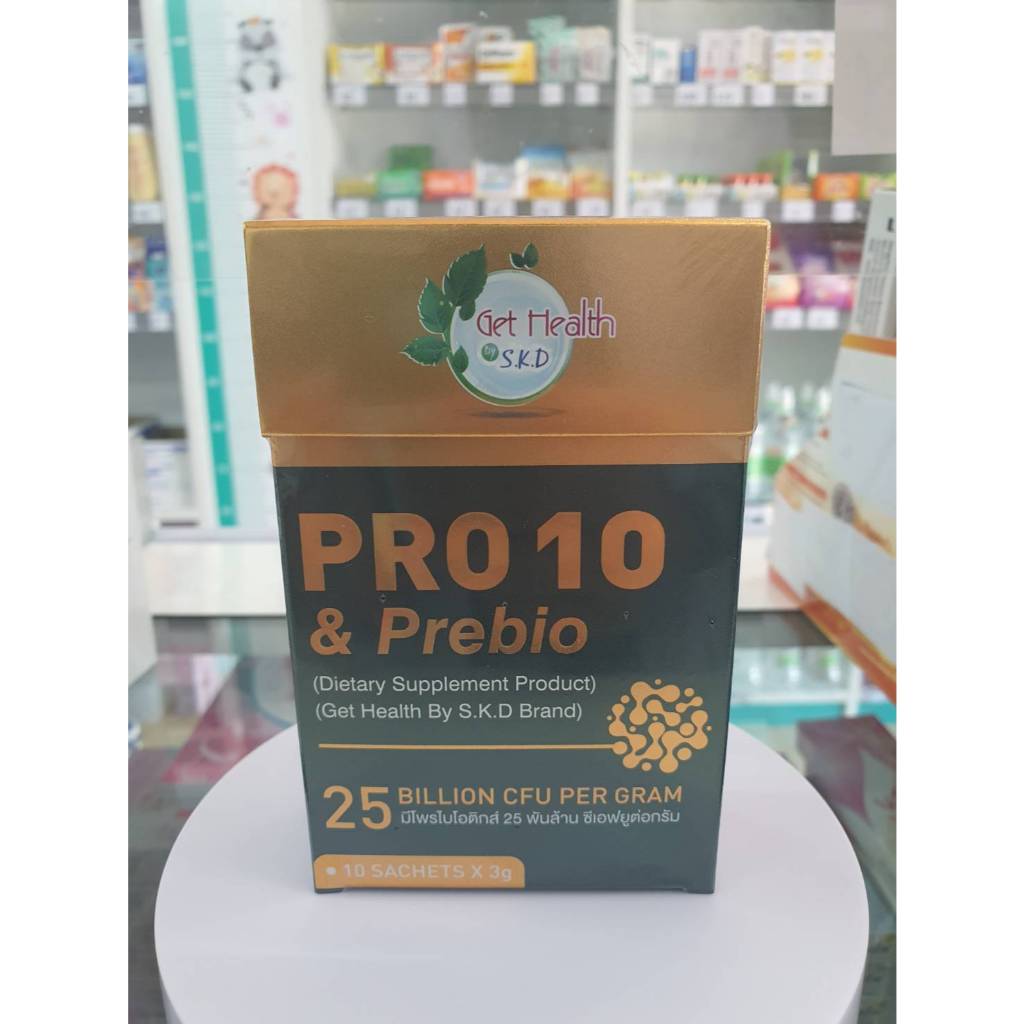 Get Health
by S.K.D
PRO 10
& Prebio
(Dietary Supplement Product)
(Get Health By S.K.D Brand)
25 BILLION CFU PER GRAM
มีโพรไบโอติกส์ 25 พันล้าน ซีเอฟยูต่อกรัม
• 10 SACHETS X 3g